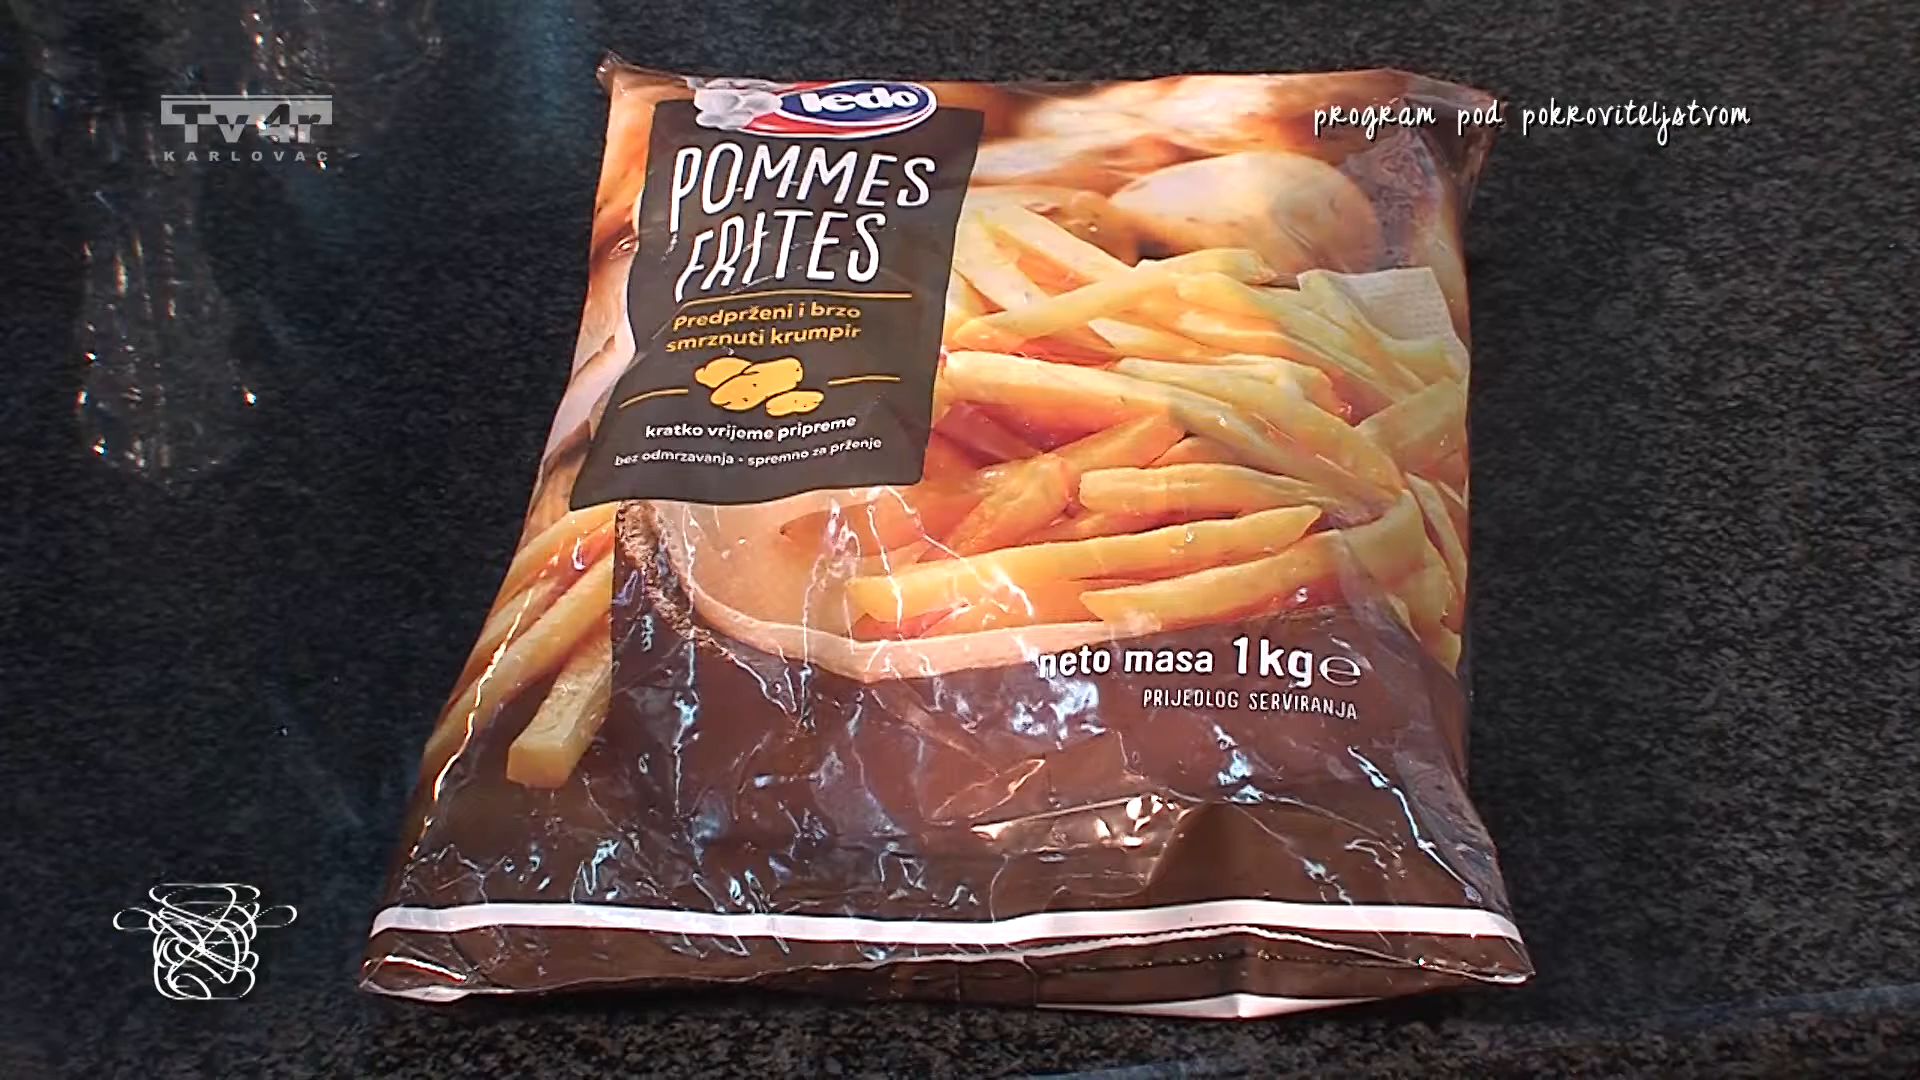 Tv4r
KARLOVAC
program pod pokroviteljstvom
ledo
POMMES
FRITES
Predprženi i brzo
smrznuti krumpir
kratko vrijeme pripreme
bez odmrzavanja • spremno za prženje
neto masa 1kg e
PRIJEDLOG SERVIRANJA